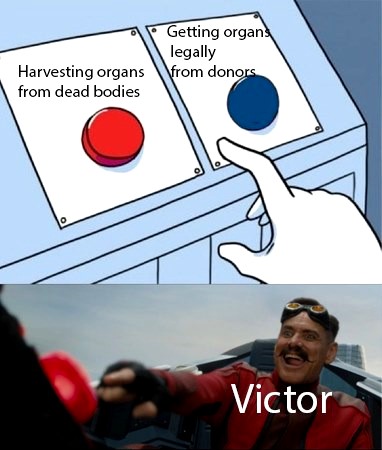 Harvesting organs
from dead bodies
Getting organs
legally
from donors
Victor